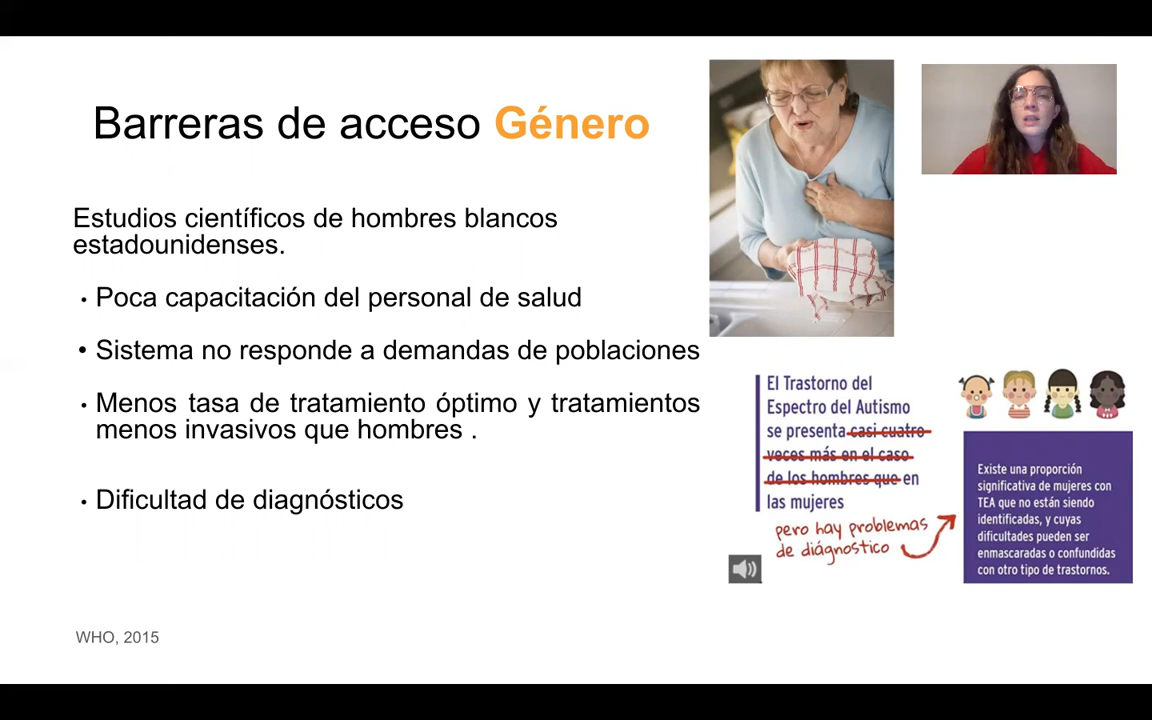 Barreras de acceso Género
Estudios científicos de hombres blancos
estadounidenses.
• Poca capacitación del personal de salud
• Sistema no responde a demandas de poblaciones
• Menos tasa de tratamiento óptimo y tratamientos
menos invasivos que hombres .
• Dificultad de diagnósticos
WHO, 2015
El Trastorno del
Espectro del Autismo
se presenta casi cuatro
veces más en el caso
de los hombres que en
las mujeres
pero hay problemas
de diágnostico
Existe una proporción
significativa de mujeres con
TEA que no están siendo
identificadas, y cuyas
dificultades pueden ser
enmascaradas o confundidas
con otro tipo de trastornos.